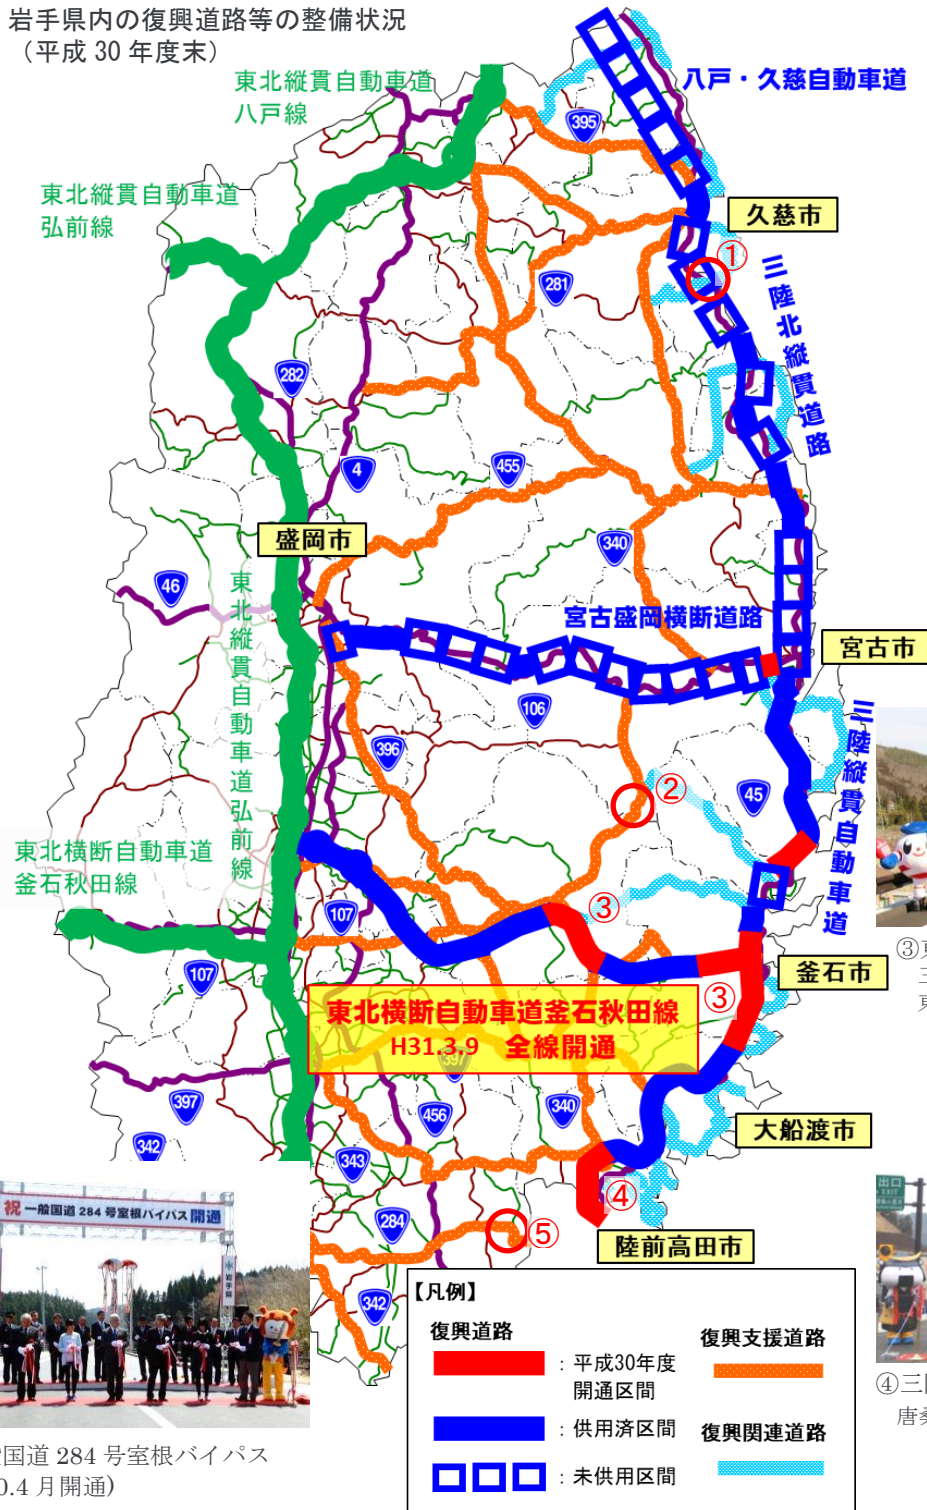 岩手県内の復興道路等の整備状況
（平成 30 年度末）
東北縦貫自動車道
八戸線
八戸・久慈自動車道
395
東北縦貫自動車道
弘前線
久慈市
①
281
三陸北縦貫道路
282
4
455
盛岡市
340
46
東北縦貫自動車道弘前線
宮古盛岡横断道路
宮古市
106
396
三陸縦貫自動車道
②
45
東北横断自動車道
釜石秋田線
107
③
107
釜石市
③
東北横断自動車道釜石秋田線
H31.3.9 全線開通
397
397
456
340
342
大船渡市
343
④
284
⑤
陸前高田市
342
祝 一般国道 284 号室根バイパス 開通
岩手県
出口
EXIT
③
④三
唐桑
国道 284 号室根バイパス
0.4 月開通)
【凡例】
復興道路
：平成30年度
開通区間
：供用済区間
：未供用区間
復興支援道路
復興関連道路